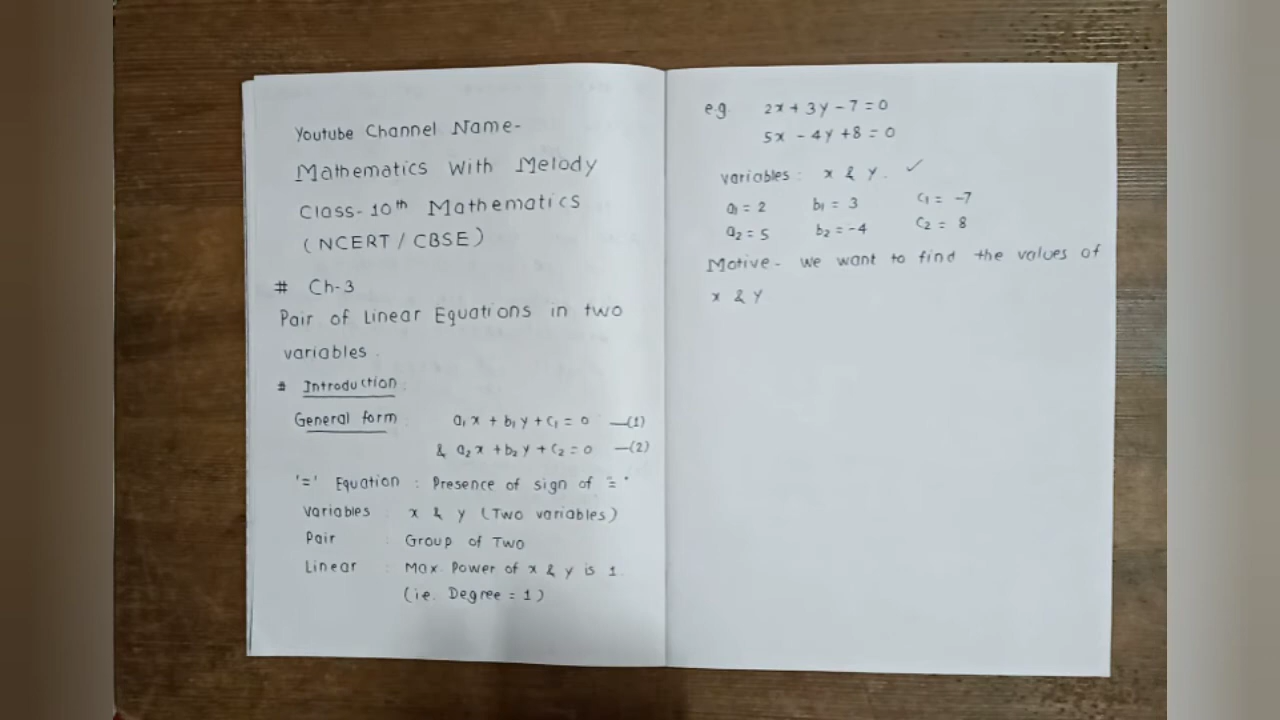 Youtube Channel Name-
Mathematics With Melody
Class-10th Mathematics
(NCERT / CBSE)
# Ch-3
Pair of Linear Equations in two
variables.
# Introduction:
General form a₁x + b₁y + c₁ = 0 —(1)
& a₂x + b₂y + c₂ = 0 —(2)
'=' Equation : Presence of sign of "="
Variables : x & y (Two variables)
Pair : Group of Two
Linear : Max. Power of x & y is 1.
(ie. Degree = 1)
e.g. 2x + 3y - 7 = 0
5x - 4y + 8 = 0
variables : x & y. ✓
a₁ = 2 b₁ = 3 c₁ = -7
a₂ = 5 b₂ = -4 c₂ = 8
Motive - we want to find the values of
x & y